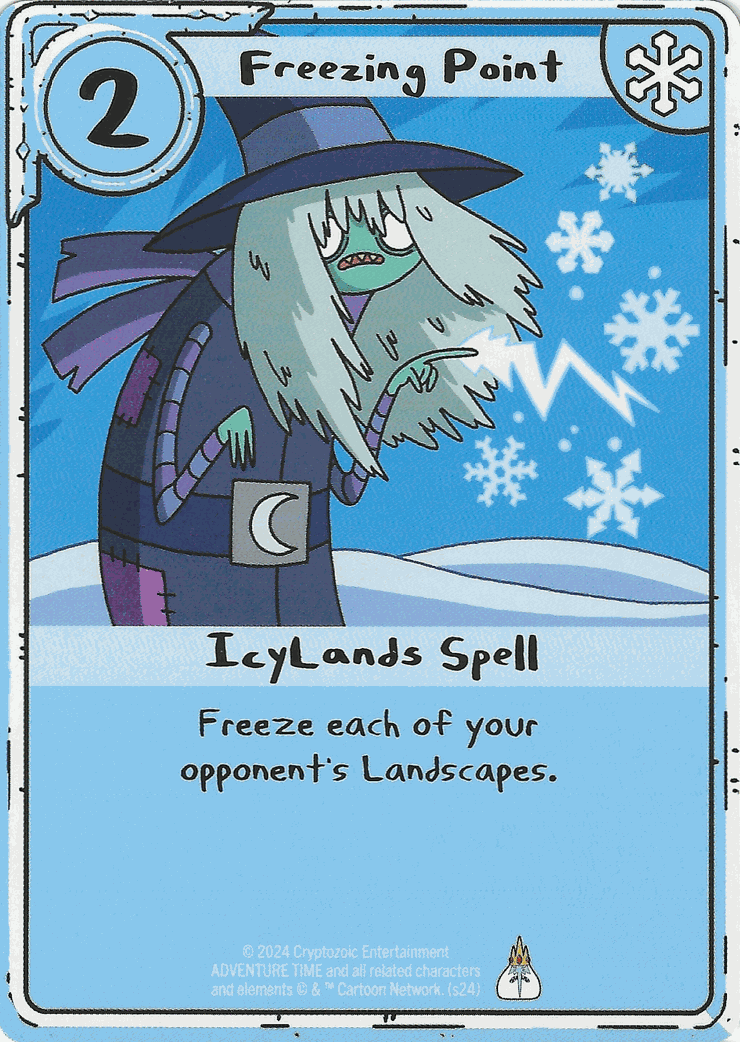 2
Freezing Point
IcyLands Spell
Freeze each of your
opponent's Landscapes.
© 2024 Cryptozoic Entertainment
ADVENTURE TIME and all related characters
and elements © & ™ Cartoon Network. (s24)